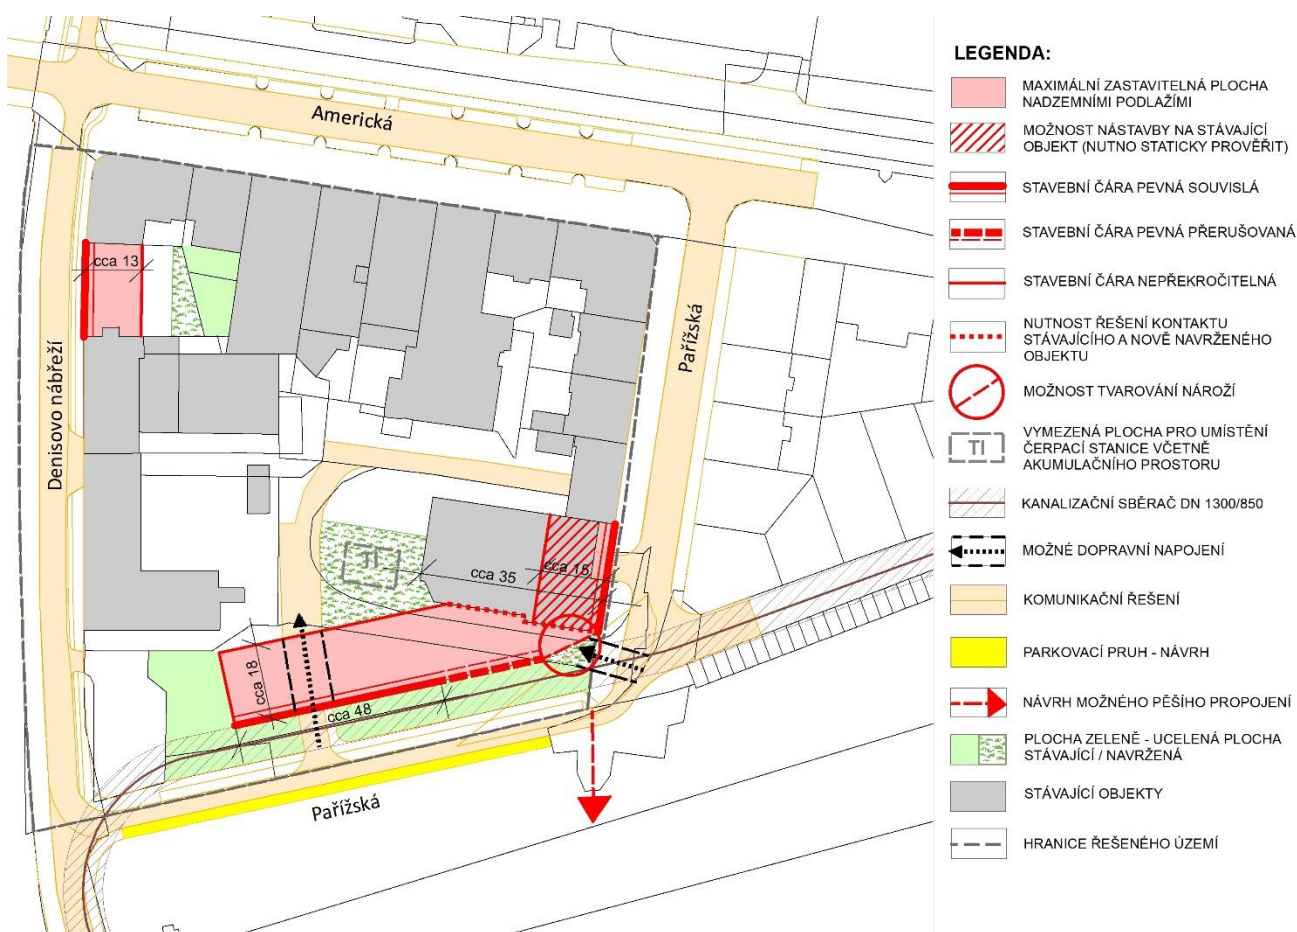 Americká
cca 13
Denisovo nábřeží
Pařížská
TI
cca 35
cca 15
cca 18
cca 48
Pařížská
LEGENDA:
MAXIMÁLNÍ ZASTAVITELNÁ PLOCHA
NADZEMNÍMI PODLAŽÍMI
MOŽNOST NÁSTAVBY NA STÁVAJÍCÍ
OBJEKT (NUTNO STATICKY PROVĚŘIT)
STAVEBNÍ ČÁRA PEVNÁ SOUVISLÁ
STAVEBNÍ ČÁRA PEVNÁ PŘERUŠOVANÁ
STAVEBNÍ ČÁRA NEPŘEKROČITELNÁ
NUTNOST ŘEŠENÍ KONTAKTU
STÁVAJÍCÍHO A NOVĚ NAVRŽENÉHO
OBJEKTU
MOŽNOST TVAROVÁNÍ NÁROŽÍ
TI
VYMEZENÁ PLOCHA PRO UMÍSTĚNÍ
ČERPACÍ STANICE VČETNĚ
AKUMULAČNÍHO PROSTORU
KANALIZAČNÍ SBĚRAČ DN 1300/850
MOŽNÉ DOPRAVNÍ NAPOJENÍ
KOMUNIKAČNÍ ŘEŠENÍ
PARKOVACÍ PRUH - NÁVRH
NÁVRH MOŽNÉHO PĚŠÍHO PROPOJENÍ
PLOCHA ZELENĚ - UCELENÁ PLOCHA
STÁVAJÍCÍ / NAVRŽENÁ
STÁVAJÍCÍ OBJEKTY
HRANICE ŘEŠENÉHO ÚZEMÍ